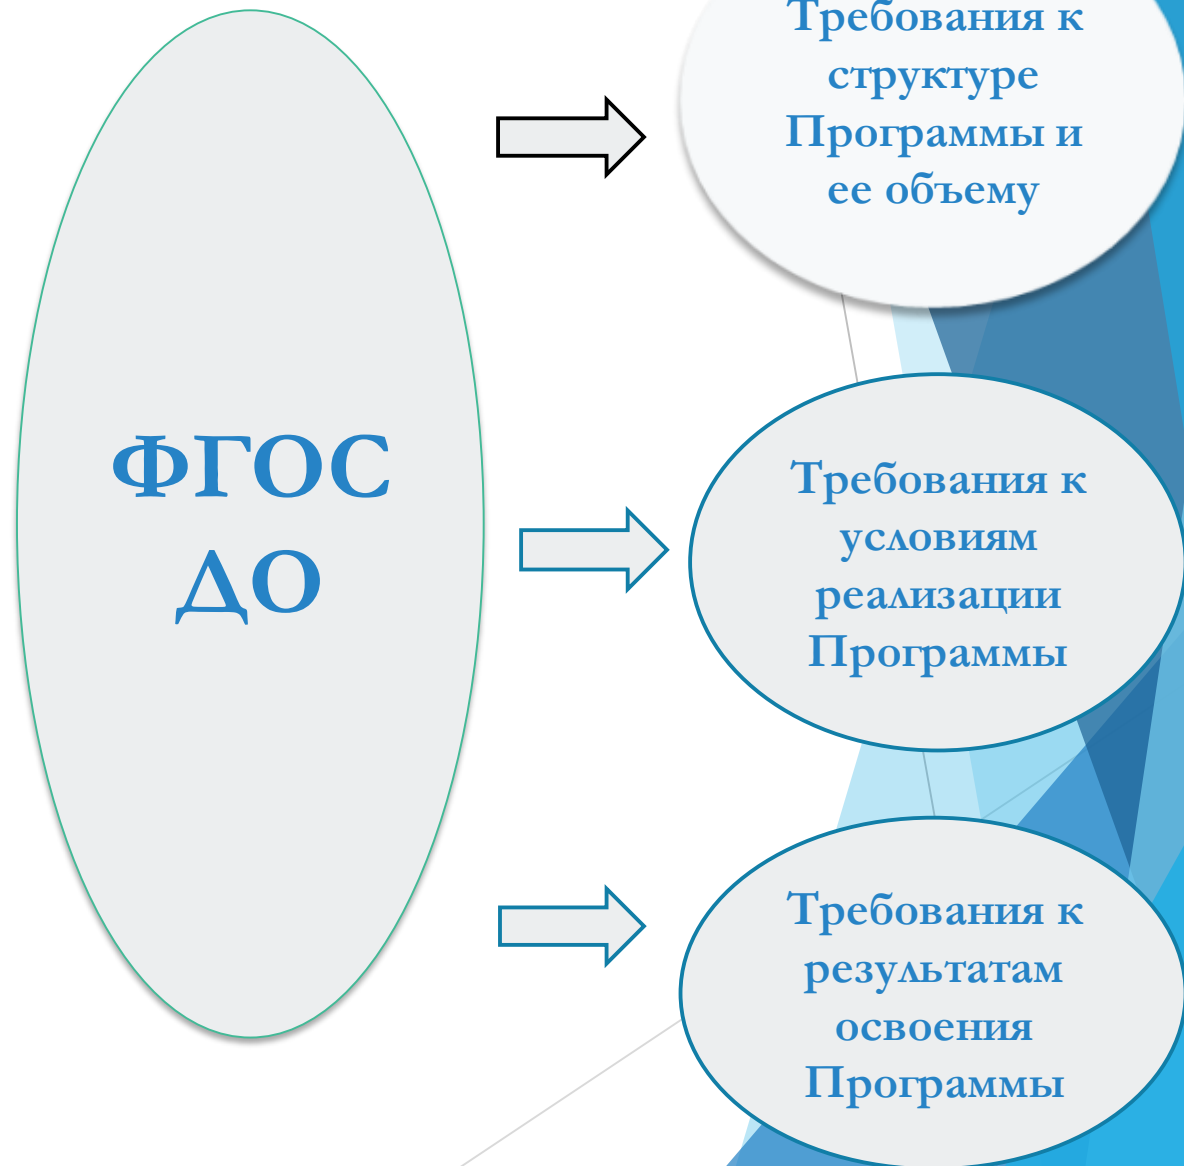 ФГОС
ДО
Требования к
структуре
Программы и
ее объему
Требования к
условиям
реализации
Программы
Требования к
результатам
освоения
Программы